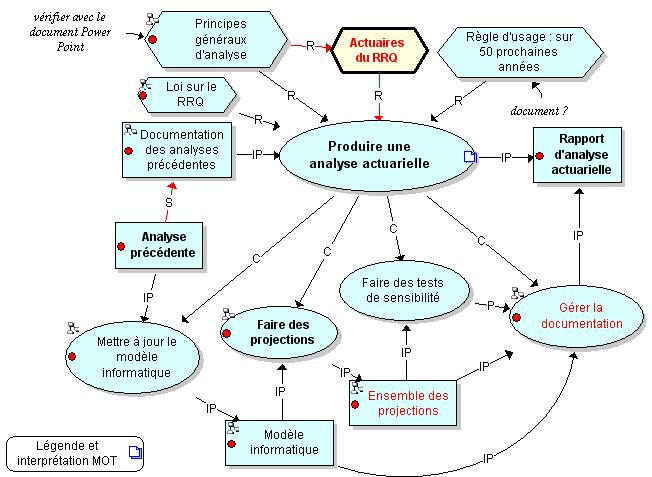 vérifier avec le
document Power
Point
Principes
généraux
d'analyse
R
Actuaires
du RRQ
Règle d'usage : sur
50 prochaines
années
Loi sur le
RRQ
R
R
R
R
document ?
Documentation
des analyses
précédentes
IP
Produire une
analyse actuarielle
IP
Rapport
d'analyse
actuarielle
S
Analyse
précédente
C
C
C
C
IP
IP
Faire des tests
de sensibilité
Mettre à jour le
modèle
informatique
Faire des
projections
P
Gérer la
documentation
IP
IP
IP
Ensemble des
projections
IP
IP
IP
Modèle
informatique
IP
Légende et
interprétation MOT